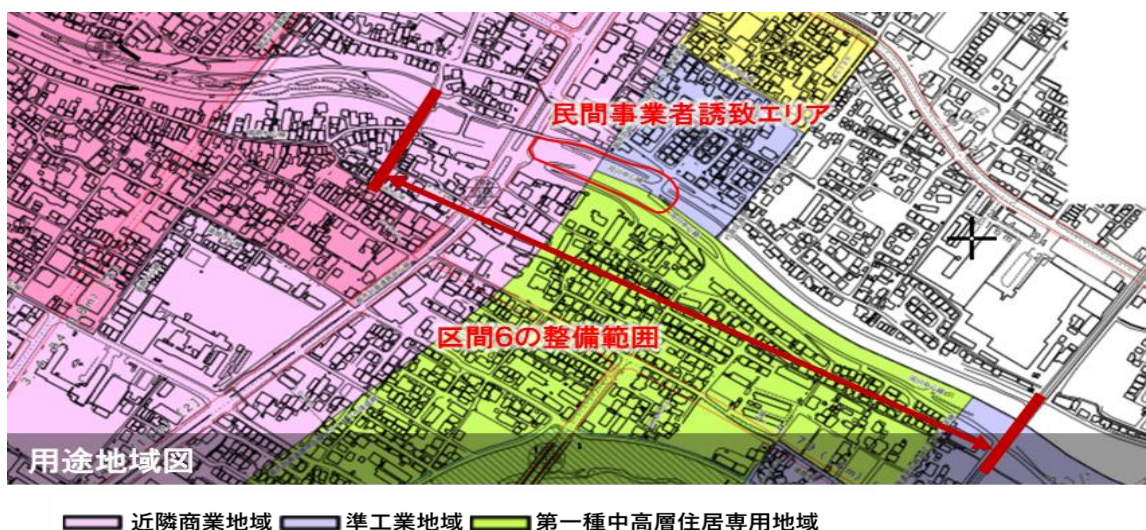 民間事業者誘致エリア
区間6の整備範囲
用途地域図
近隣商業地域 準工業地域 第一種中高層住居専用地域